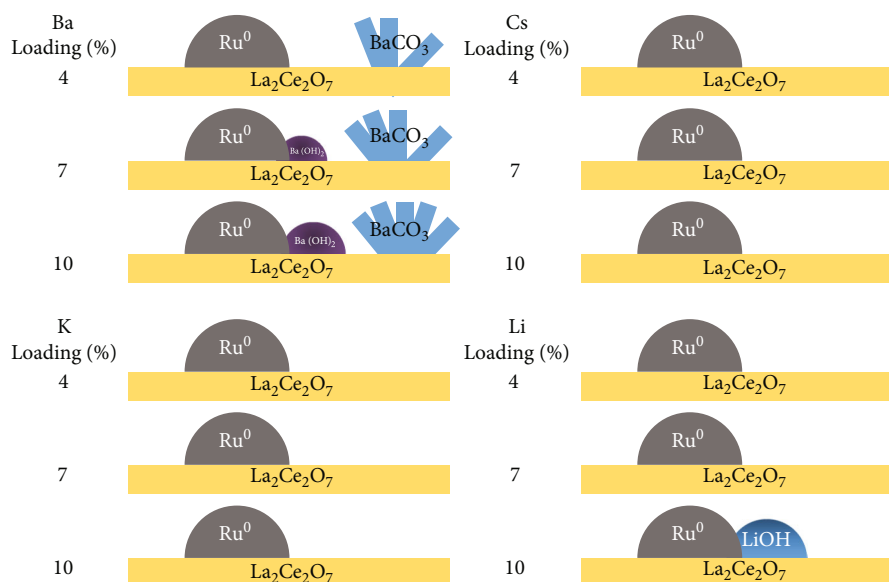 Ba
Loading (%)
4
Ru⁰
BaCO₃
La₂Ce₂O₇
7
Ru⁰
Ba (OH)₂
BaCO₃
La₂Ce₂O₇
10
Ru⁰
Ba (OH)₂
BaCO₃
La₂Ce₂O₇
Cs
Loading (%)
4
Ru⁰
La₂Ce₂O₇
7
Ru⁰
La₂Ce₂O₇
10
Ru⁰
La₂Ce₂O₇
K
Loading (%)
4
Ru⁰
La₂Ce₂O₇
7
Ru⁰
La₂Ce₂O₇
10
Ru⁰
La₂Ce₂O₇
Li
Loading (%)
4
Ru⁰
La₂Ce₂O₇
7
Ru⁰
La₂Ce₂O₇
10
Ru⁰
LiOH
La₂Ce₂O₇